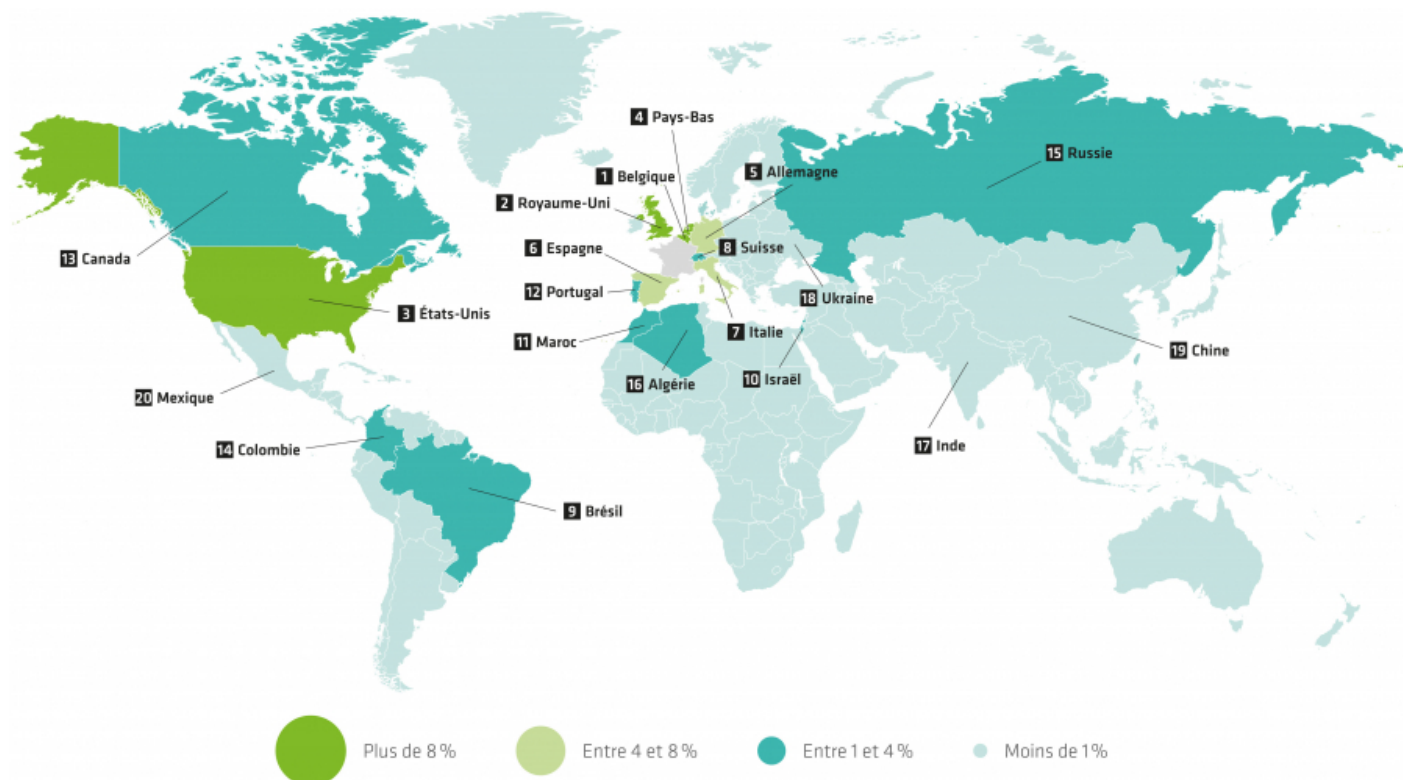 4 Pays-Bas
15 Russie
5 Allemagne
1 Belgique
2 Royaume-Uni
6 Espagne
8 Suisse
13 Canada
12 Portugal
18 Ukraine
3 États-Unis
7 Italie
11 Maroc
19 Chine
10 Israël
16 Algérie
20 Mexique
17 Inde
14 Colombie
9 Brésil
Plus de 8 %
Entre 4 et 8 %
Entre 1 et 4 %
Moins de 1 %